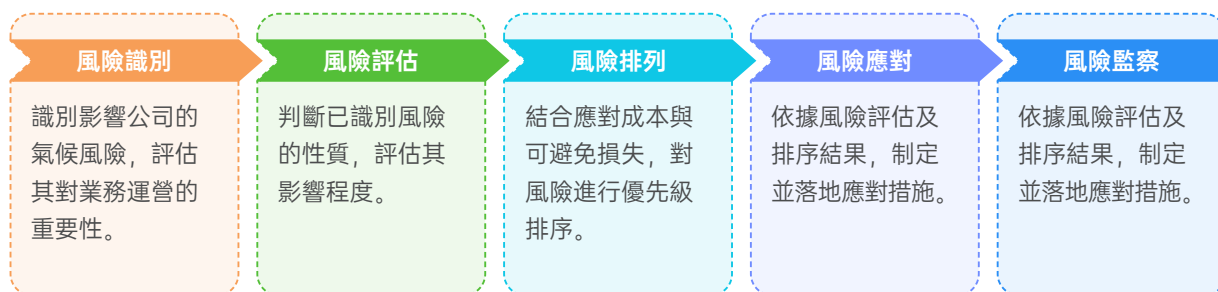 風險識別
識別影響公司的
氣候風險，評估
其對業務運營的
重要性。
風險評估
判斷已識別風險
的性質，評估其
影響程度。
風險排列
結合應對成本與
可避免損失，對
風險進行優先級
排序。
風險應對
依據風險評估及
排序結果，制定
並落地應對措施。
風險監察
依據風險評估及
排序結果，制定
並落地應對措施。